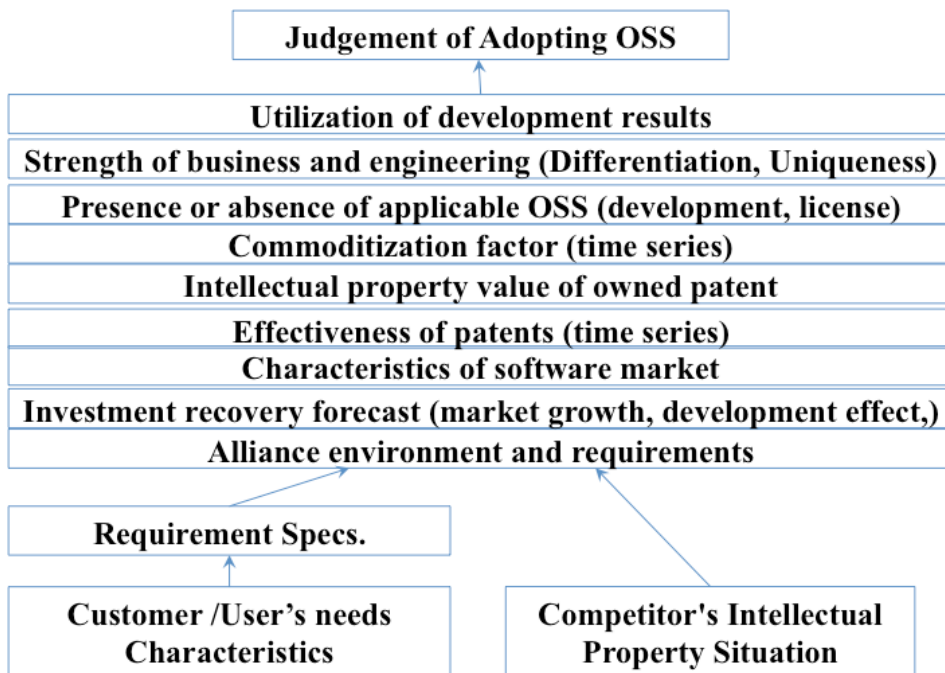 Judgement of Adopting OSS
Utilization of development results
Strength of business and engineering (Differentiation, Uniqueness)
Presence or absence of applicable OSS (development, license)
Commoditization factor (time series)
Intellectual property value of owned patent
Effectiveness of patents (time series)
Characteristics of software market
Investment recovery forecast (market growth, development effect,)
Alliance environment and requirements
Requirement Specs.
Customer /User’s needs
Characteristics
Competitor's Intellectual
Property Situation